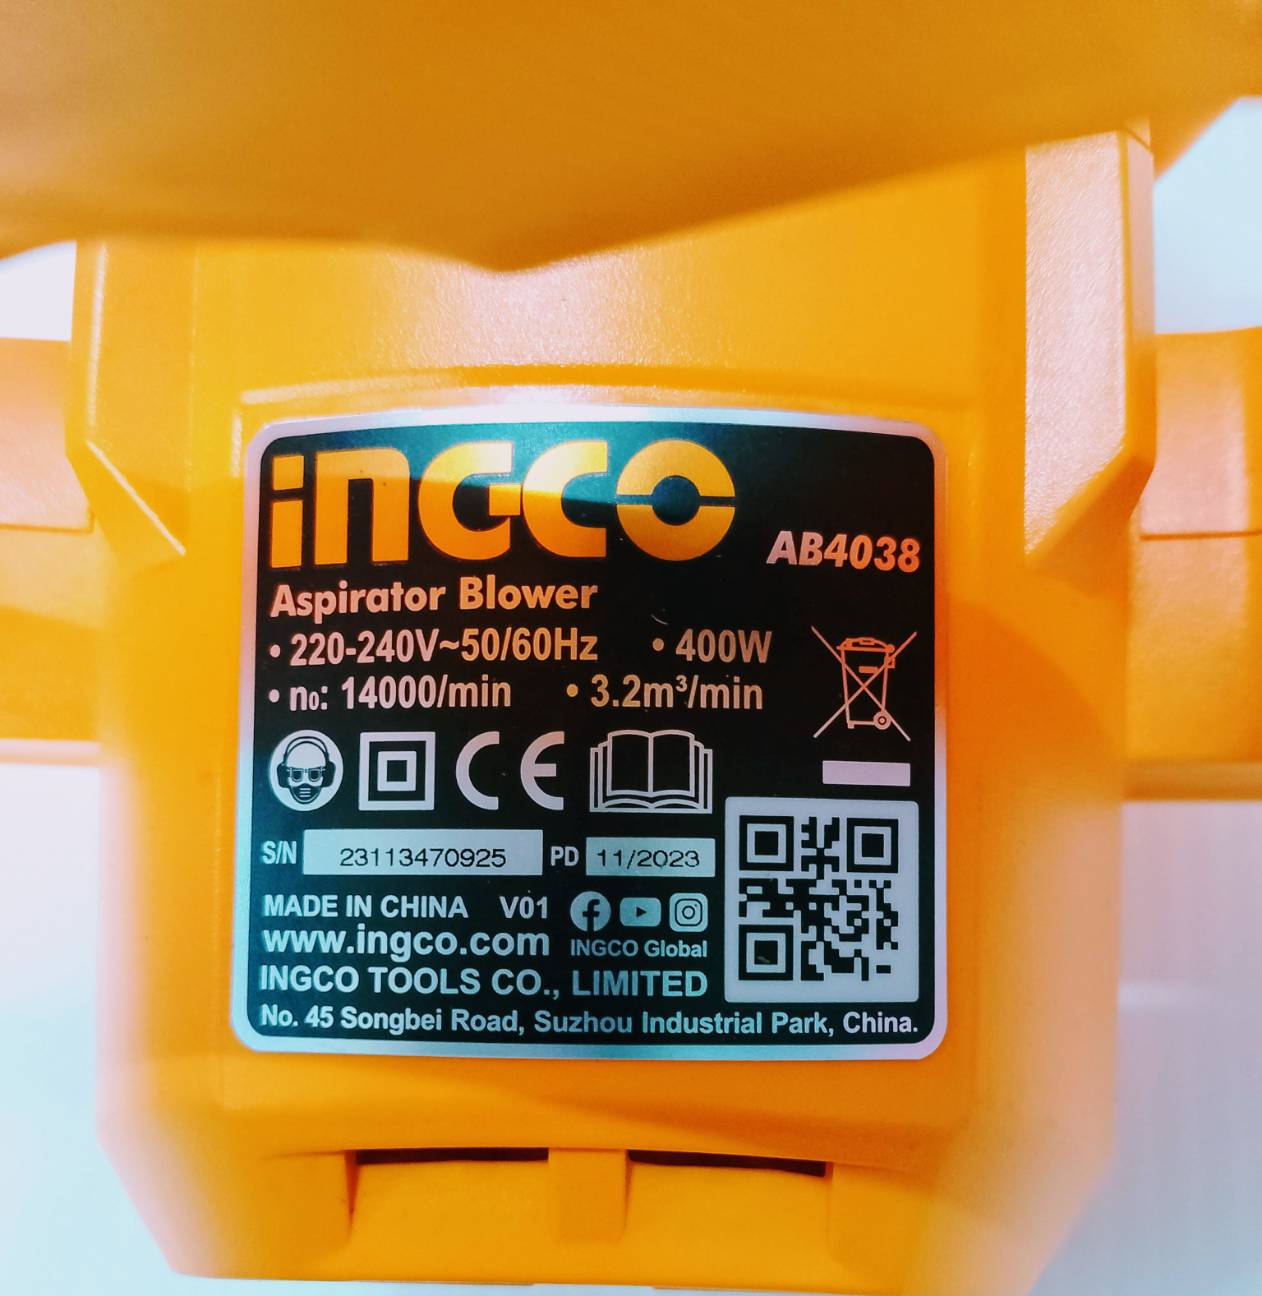 INGCO
AB4038
Aspirator Blower
• 220-240V~50/60Hz • 400W
• n₀: 14000/min • 3.2m³/min
CE
S/N 23113470925 PD 11/2023
MADE IN CHINA V01
www.ingco.com INGCO Global
INGCO TOOLS CO., LIMITED
No. 45 Songbei Road, Suzhou Industrial Park, China.